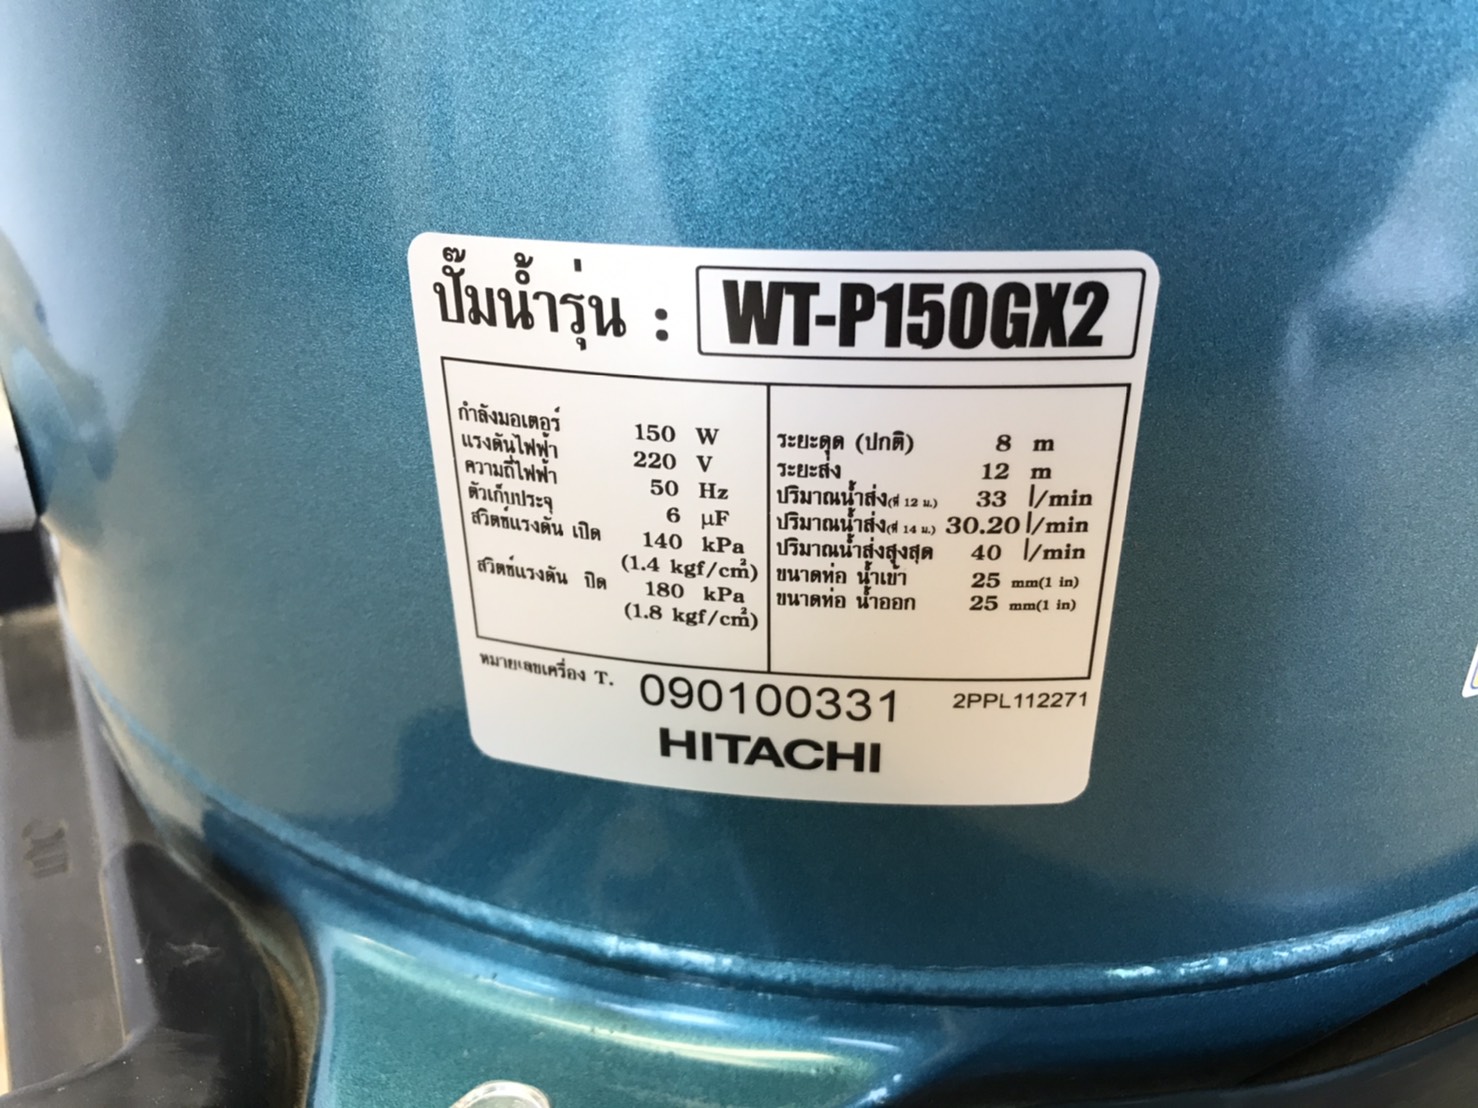 ปั๊มน้ำรุ่น : WT-P150GX2
กำลังมอเตอร์ 150 W
แรงดันไฟฟ้า 220 V
ความถี่ไฟฟ้า 50 Hz
ตัวเก็บประจุ 6 µF
สวิตช์แรงดัน เปิด 140 kPa
(1.4 kgf/cm²)
สวิตช์แรงดัน ปิด 180 kPa
(1.8 kgf/cm²)
ระยะดูด (ปกติ) 8 m
ระยะส่ง 12 m
ปริมาณน้ำส่ง(ที่ 12 ม.) 33 l/min
ปริมาณน้ำส่ง(ที่ 14 ม.) 30.20 l/min
ปริมาณน้ำส่งสูงสุด 40 l/min
ขนาดท่อ น้ำเข้า 25 mm(1 in)
ขนาดท่อ น้ำออก 25 mm(1 in)
หมายเลขเครื่อง T. 090100331 2PPL112271
HITACHI